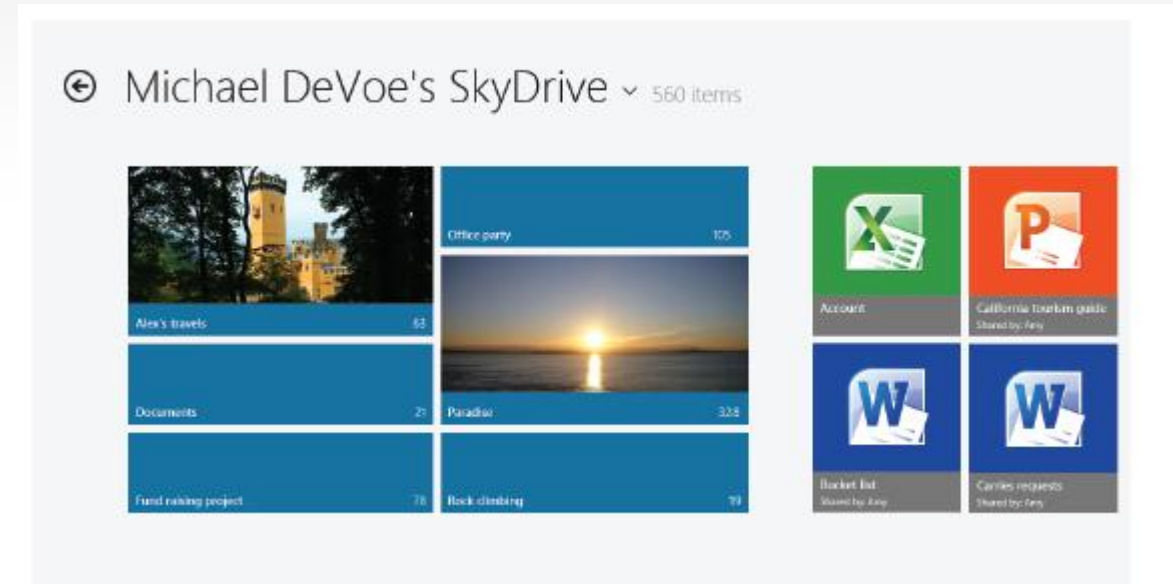 Michael DeVoe's SkyDrive 560 items
Alex's travels 63
Documents 21
Fund raising project 78
Office party 105
Paradise 328
Rock climbing 19
X
Account
P
California tourism guide
Shared by: Amy
W
Bucket list
Shared by: Amy
W
Carries requests
Shared by: Amy